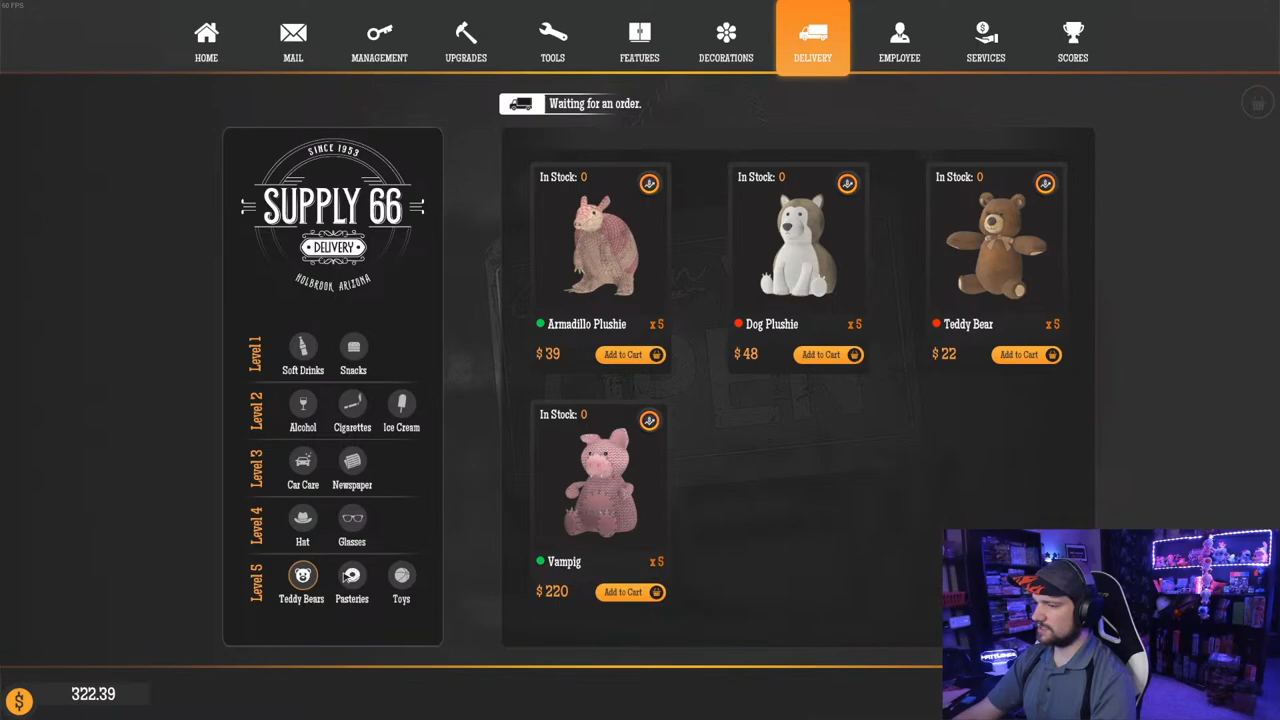 60 FPS
HOME MAIL MANAGEMENT UPGRADES TOOLS FEATURES DECORATIONS DELIVERY EMPLOYEE SERVICES SCORES
Waiting for an order.
SINCE 1953
SUPPLY 66
DELIVERY
HOLBROOK, ARIZONA
Level 1
Soft Drinks Snacks
Level 2
Alcohol Cigarettes Ice Cream
Level 3
Car Care Newspaper
Level 4
Hat Glasses
Level 5
Teddy Bears Pasteries Toys
In Stock: 0
Armadillo Plushie x 5
$ 39 Add to Cart
In Stock: 0
Dog Plushie x 5
$ 48 Add to Cart
In Stock: 0
Teddy Bear x 5
$ 22 Add to Cart
In Stock: 0
Vampig x 5
$ 220 Add to Cart
$ 322.39